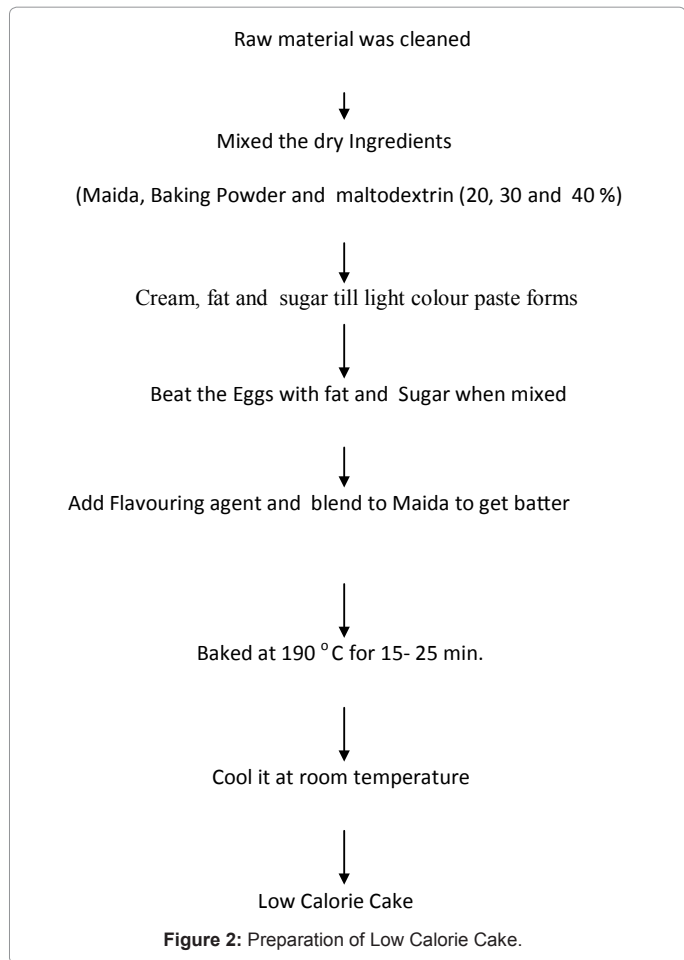 Raw material was cleaned
Mixed the dry Ingredients
(Maida, Baking Powder and maltodextrin (20, 30 and 40 %)
Cream, fat and sugar till light colour paste forms
Beat the Eggs with fat and Sugar when mixed
Add Flavouring agent and blend to Maida to get batter
Baked at 190 °C for 15- 25 min.
Cool it at room temperature
Low Calorie Cake
Figure 2: Preparation of Low Calorie Cake.